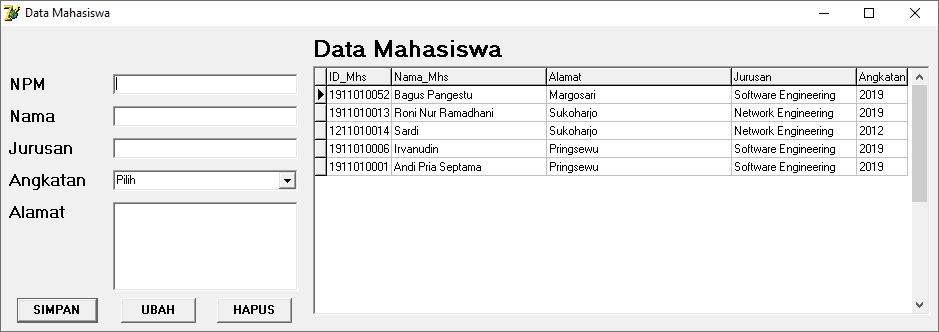 Data Mahasiswa
Data Mahasiswa
NPM
Nama
Jurusan
Angkatan Pilih
Alamat
SIMPAN UBAH HAPUS
ID_Mhs Nama_Mhs Alamat Jurusan Angkatan
1911010052 Bagus Pangestu Margosari Software Engineering 2019
1911010013 Roni Nur Ramadhani Sukoharjo Network Engineering 2019
1211010014 Sardi Sukoharjo Network Engineering 2012
1911010006 Irvanudin Pringsewu Software Engineering 2019
1911010001 Andi Pria Septama Pringsewu Software Engineering 2019